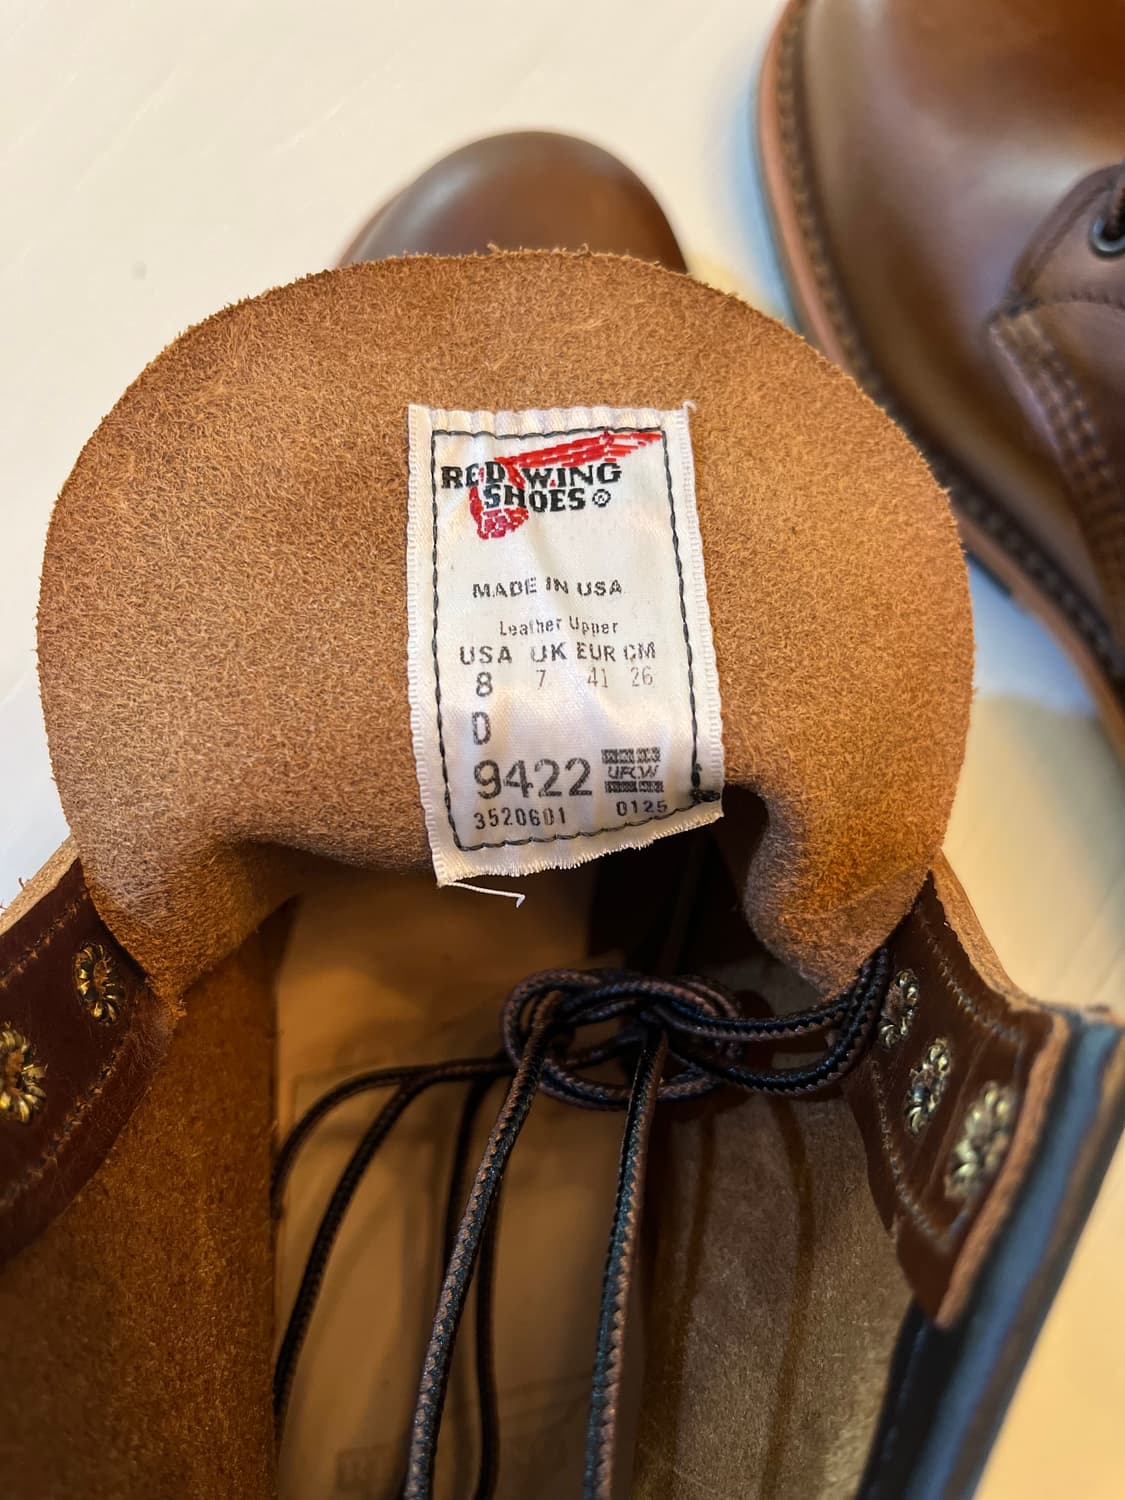 RED WING
SHOES ®
MADE IN USA
Leather Upper
USA UK EUR CM
8 7 41 26
D
9422 UFCW
3520601 0125